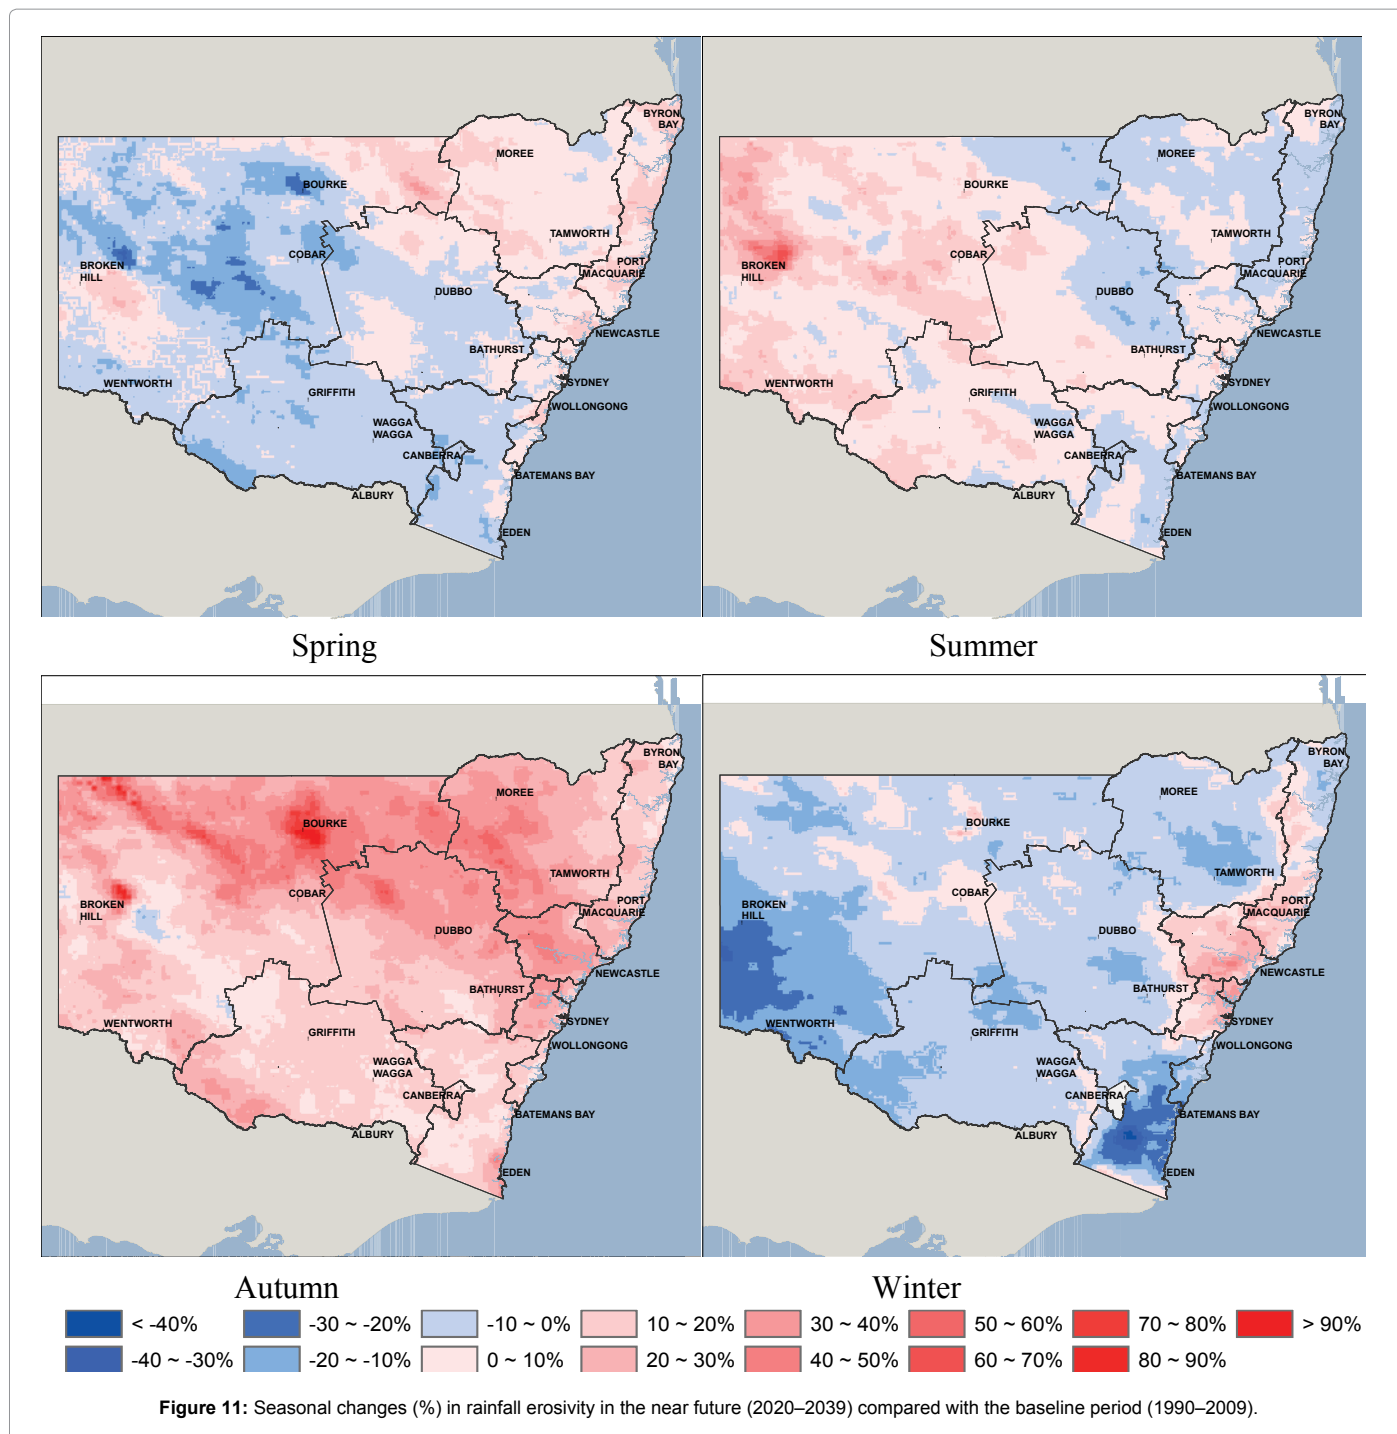 BYRON
BAY
MOREE
BOURKE
TAMWORTH
COBAR
PORT
MACQUARIE
BROKEN
HILL
DUBBO
NEWCASTLE
BATHURST
WENTWORTH
GRIFFITH
SYDNEY
WOLLONGONG
WAGGA
WAGGA
CANBERRA
BATEMANS BAY
ALBURY
EDEN
Spring
BYRON
BAY
MOREE
BOURKE
TAMWORTH
COBAR
PORT
MACQUARIE
BROKEN
HILL
DUBBO
NEWCASTLE
BATHURST
WENTWORTH
GRIFFITH
SYDNEY
WOLLONGONG
WAGGA
WAGGA
CANBERRA
BATEMANS BAY
ALBURY
EDEN
Summer
BYRON
BAY
MOREE
BOURKE
TAMWORTH
COBAR
PORT
MACQUARIE
BROKEN
HILL
DUBBO
NEWCASTLE
BATHURST
WENTWORTH
GRIFFITH
SYDNEY
WOLLONGONG
WAGGA
WAGGA
CANBERRA
BATEMANS BAY
ALBURY
EDEN
Autumn
BYRON
BAY
MOREE
BOURKE
TAMWORTH
COBAR
PORT
MACQUARIE
BROKEN
HILL
DUBBO
NEWCASTLE
BATHURST
WENTWORTH
GRIFFITH
SYDNEY
WOLLONGONG
WAGGA
WAGGA
CANBERRA
BATEMANS BAY
ALBURY
EDEN
Winter
< -40% -30 ~ -20% -10 ~ 0% 10 ~ 20% 30 ~ 40% 50 ~ 60% 70 ~ 80% > 90%
-40 ~ -30% -20 ~ -10% 0 ~ 10% 20 ~ 30% 40 ~ 50% 60 ~ 70% 80 ~ 90%
Figure 11: Seasonal changes (%) in rainfall erosivity in the near future (2020–2039) compared with the baseline period (1990–2009).